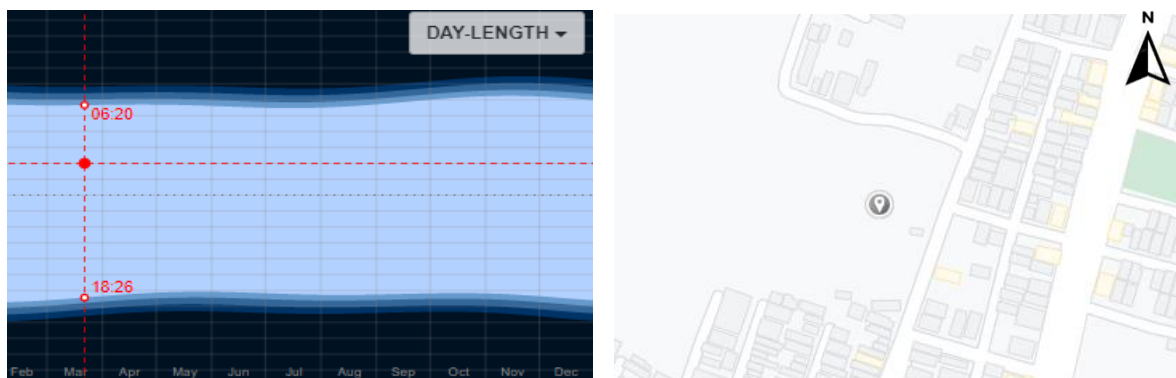 DAY-LENGTH
N
06:20
18:26
Feb Mar Apr May Jun Jul Aug Sep Oct Nov Dec